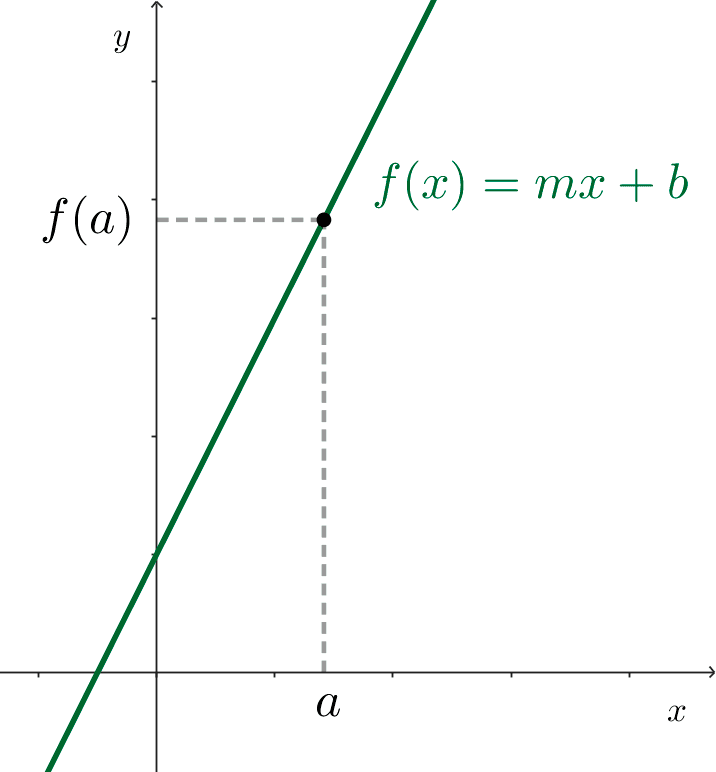 y
f(x) = mx + b
f(a)
a
x